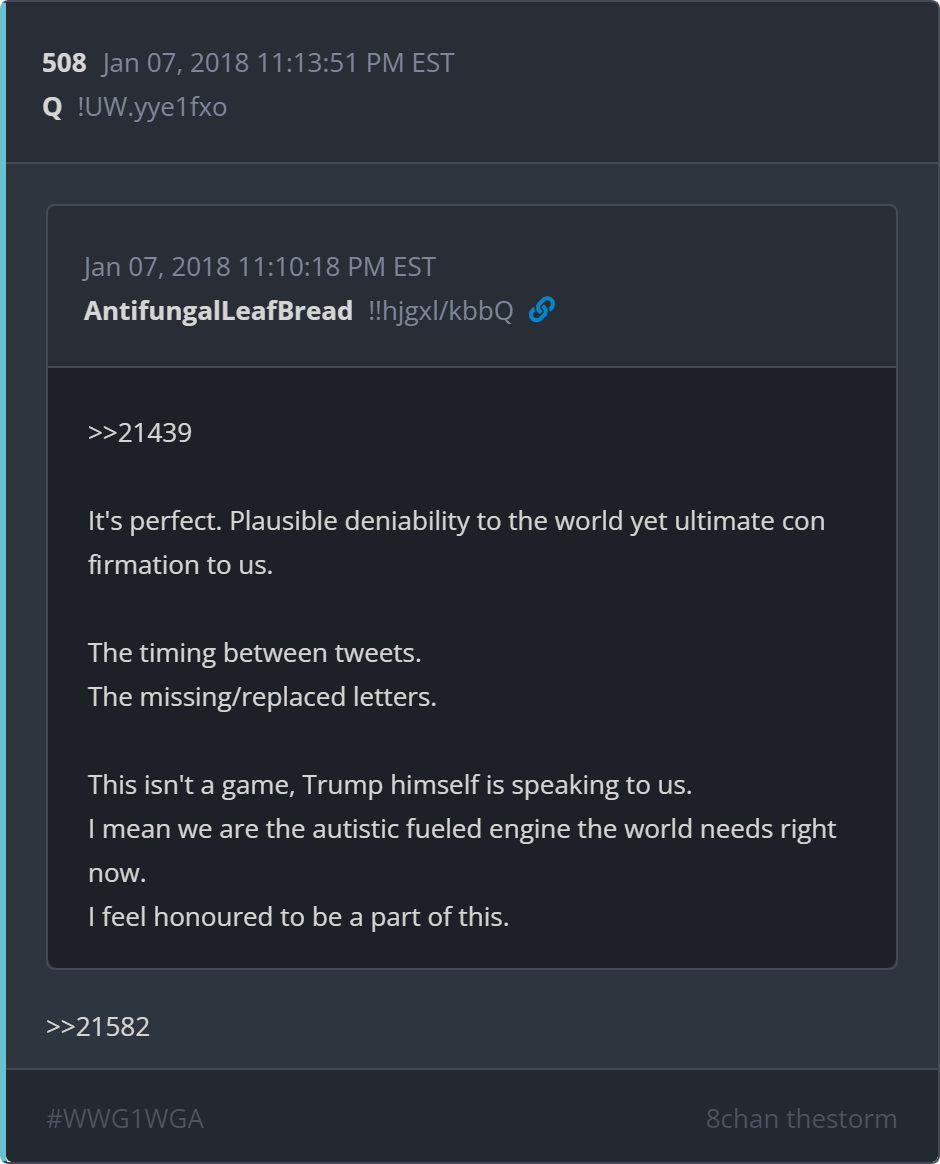 508 Jan 07, 2018 11:13:51 PM EST
Q !UW.yye1fxo
Jan 07, 2018 11:10:18 PM EST
AntifungalLeafBread !!hjgxl/kbbQ
>>21439
It's perfect. Plausible deniability to the world yet ultimate con
firmation to us.
The timing between tweets.
The missing/replaced letters.
This isn't a game, Trump himself is speaking to us.
I mean we are the autistic fueled engine the world needs right
now.
I feel honoured to be a part of this.
>>21582
#WWG1WGA 8chan thestorm